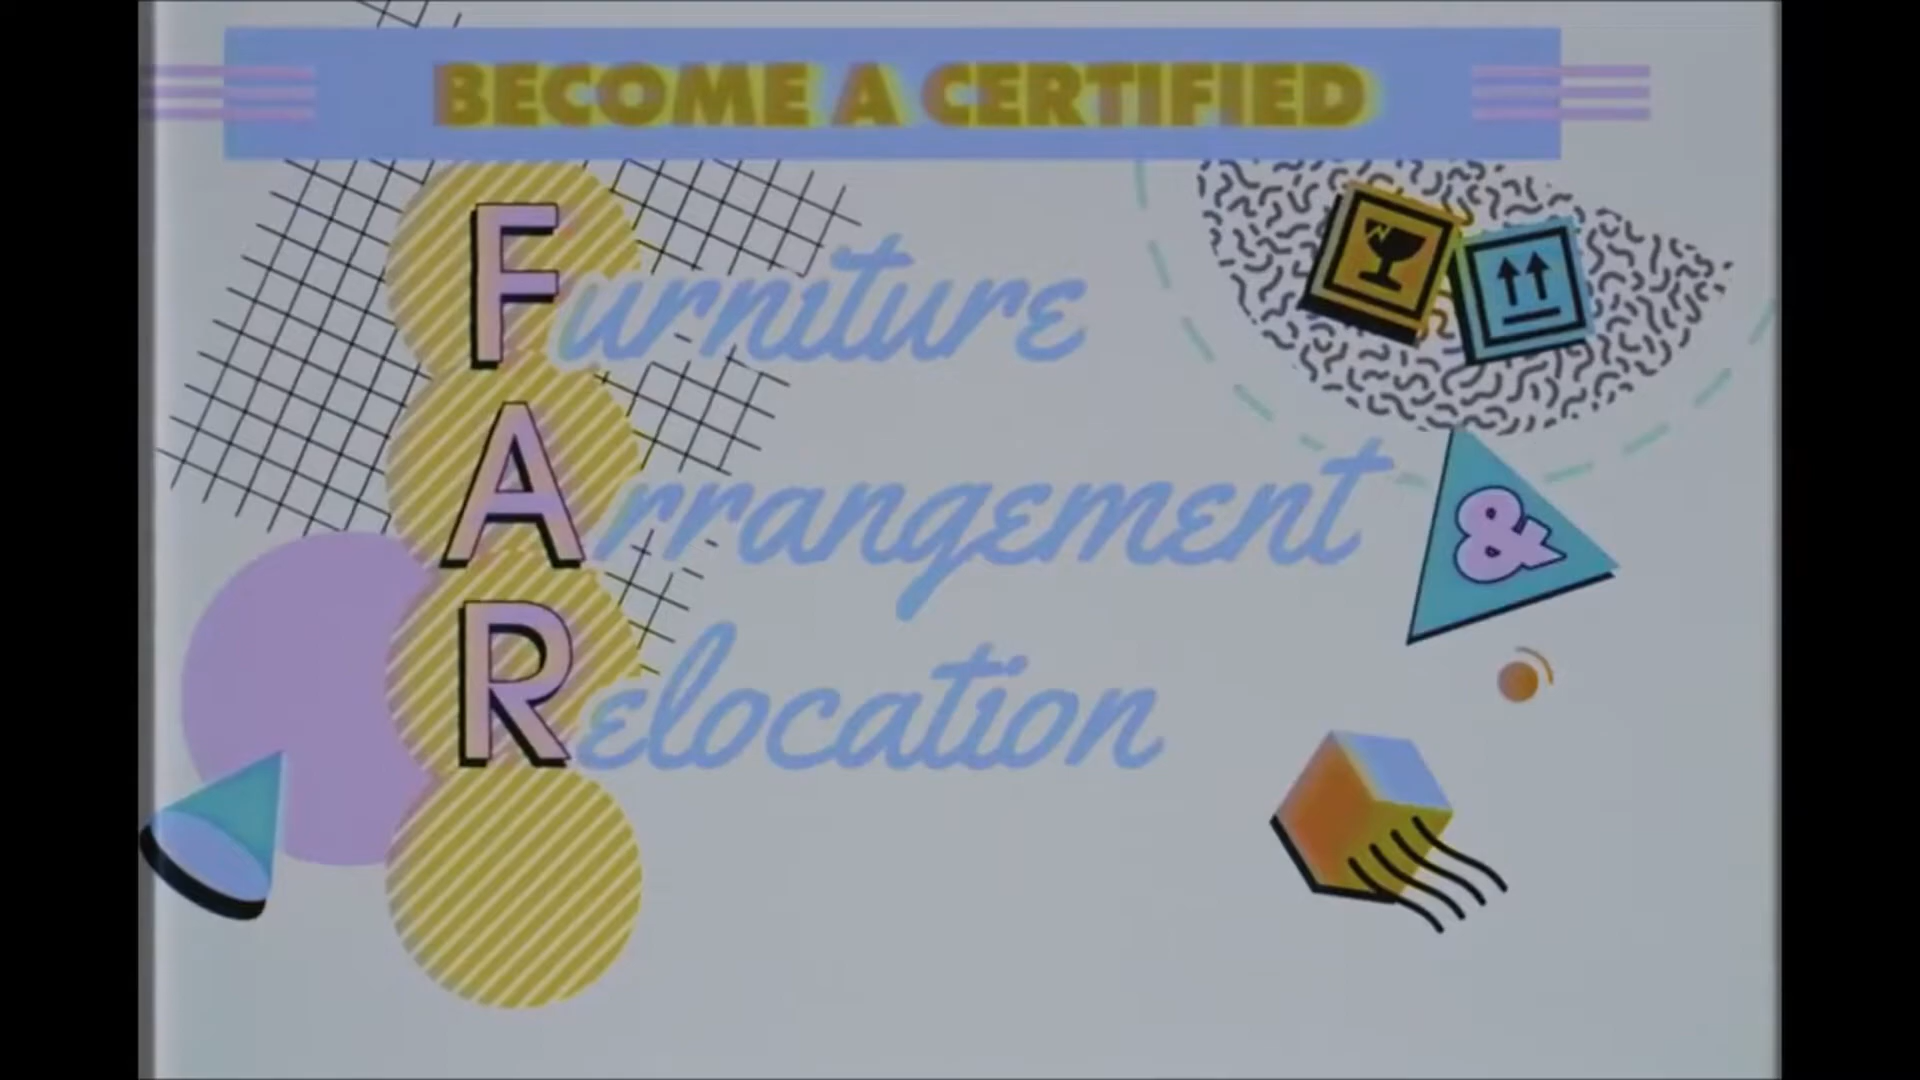 BECOME A CERTIFIED
Furniture
Arrangement &
Relocation